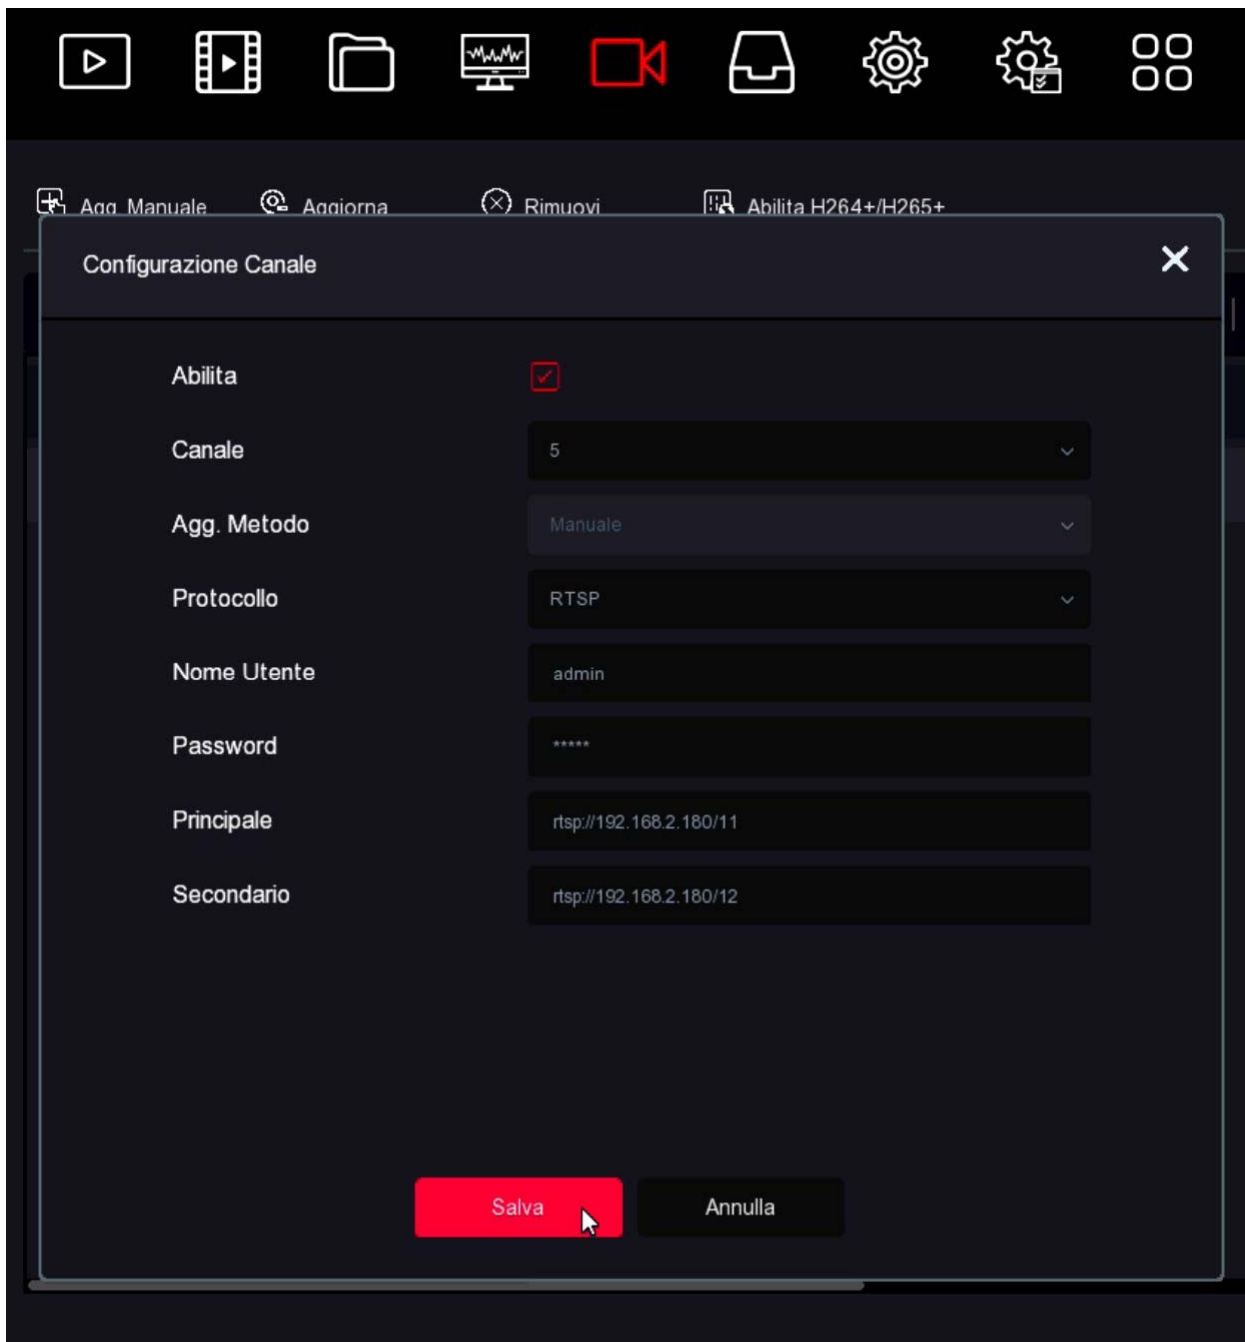 Agg. Manuale Aggiorna Rimuovi Abilita H264+/H265+
Configurazione Canale
Abilita
Canale 5
Agg. Metodo Manuale
Protocollo RTSP
Nome Utente admin
Password *****
Principale rtsp://192.168.2.180/11
Secondario rtsp://192.168.2.180/12
Salva Annulla